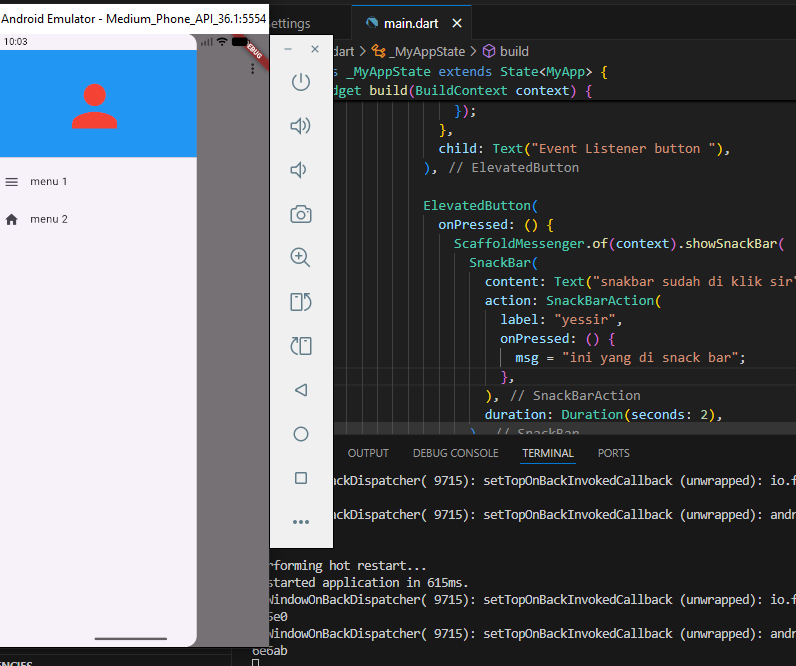 Android Emulator - Medium_Phone_API_36.1:5554
ettings
main.dart
10:03
DEBUG
dart > _MyAppState > build
s _MyAppState extends State<MyApp> {
dget build(BuildContext context) {
});
},
child: Text("Event Listener button "),
), // ElevatedButton
ElevatedButton(
onPressed: () {
ScaffoldMessenger.of(context).showSnackBar(
SnackBar(
content: Text("snakbar sudah di klik sir"
action: SnackBarAction(
label: "yessir",
onPressed: () {
msg = "ini yang di snack bar";
},
), // SnackBarAction
duration: Duration(seconds: 2),
) // SnackBar
menu 1
menu 2
OUTPUT DEBUG CONSOLE TERMINAL PORTS
ackDispatcher( 9715): setTopOnBackInvokedCallback (unwrapped): io.f
ackDispatcher( 9715): setTopOnBackInvokedCallback (unwrapped): andr
rforming hot restart...
started application in 615ms.
WindowOnBackDispatcher( 9715): setTopOnBackInvokedCallback (unwrapped): io.f
5e0
WindowOnBackDispatcher( 9715): setTopOnBackInvokedCallback (unwrapped): andr
6e6ab
NCIES